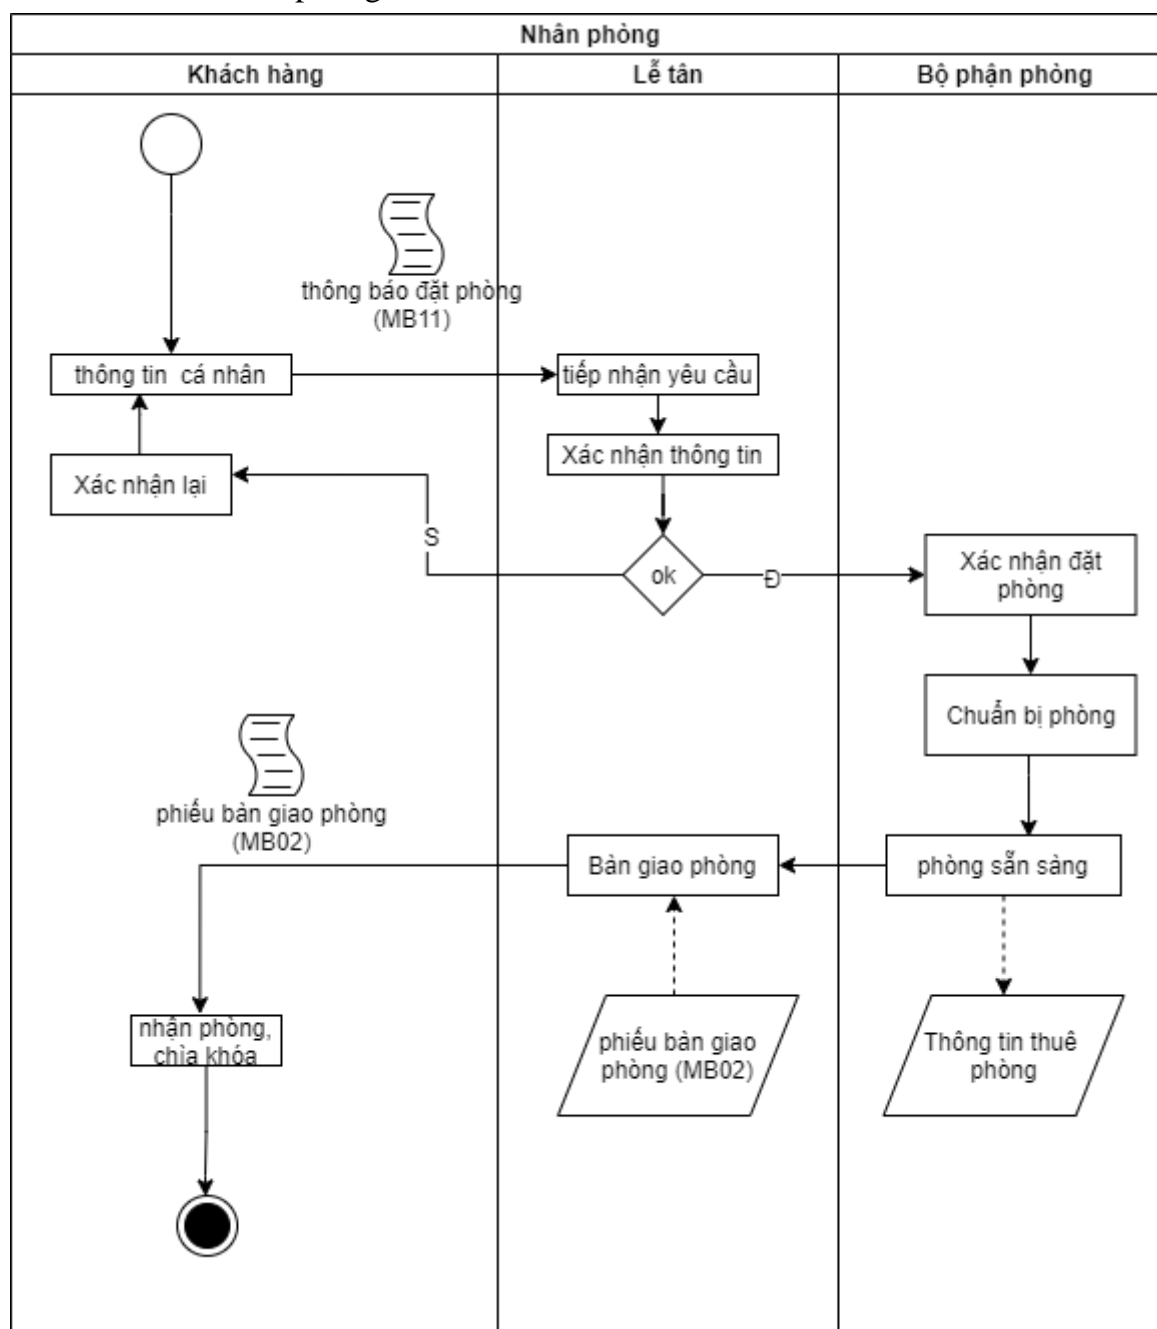 Nhân phòng
Khách hàng
Lễ tân
Bộ phận phòng
thông báo đặt phòng
(MB11)
thông tin cá nhân
tiếp nhận yêu cầu
Xác nhận lại
Xác nhận thông tin
S
ok
Đ
Xác nhận đặt
phòng
Chuẩn bị phòng
phiếu bàn giao phòng
(MB02)
Bàn giao phòng
phòng sẵn sàng
nhận phòng,
chìa khóa
phiếu bàn giao
phòng (MB02)
Thông tin thuê
phòng